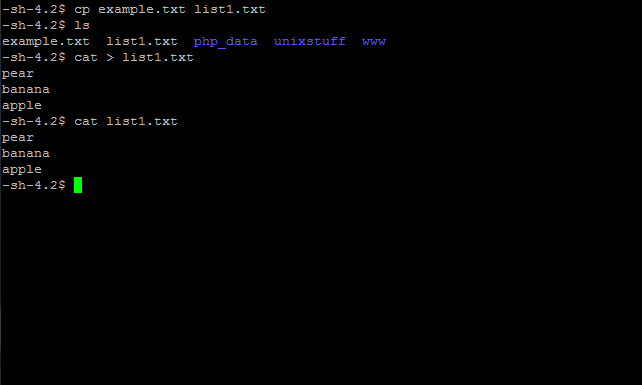 -sh-4.2$ cp example.txt list1.txt
-sh-4.2$ ls
example.txt  list1.txt  php_data  unixstuff  www
-sh-4.2$ cat > list1.txt
pear
banana
apple
-sh-4.2$ cat list1.txt
pear
banana
apple
-sh-4.2$